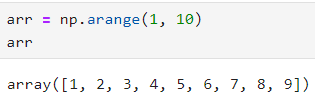 arr = np.arange(1, 10)
arr
array([1, 2, 3, 4, 5, 6, 7, 8, 9])